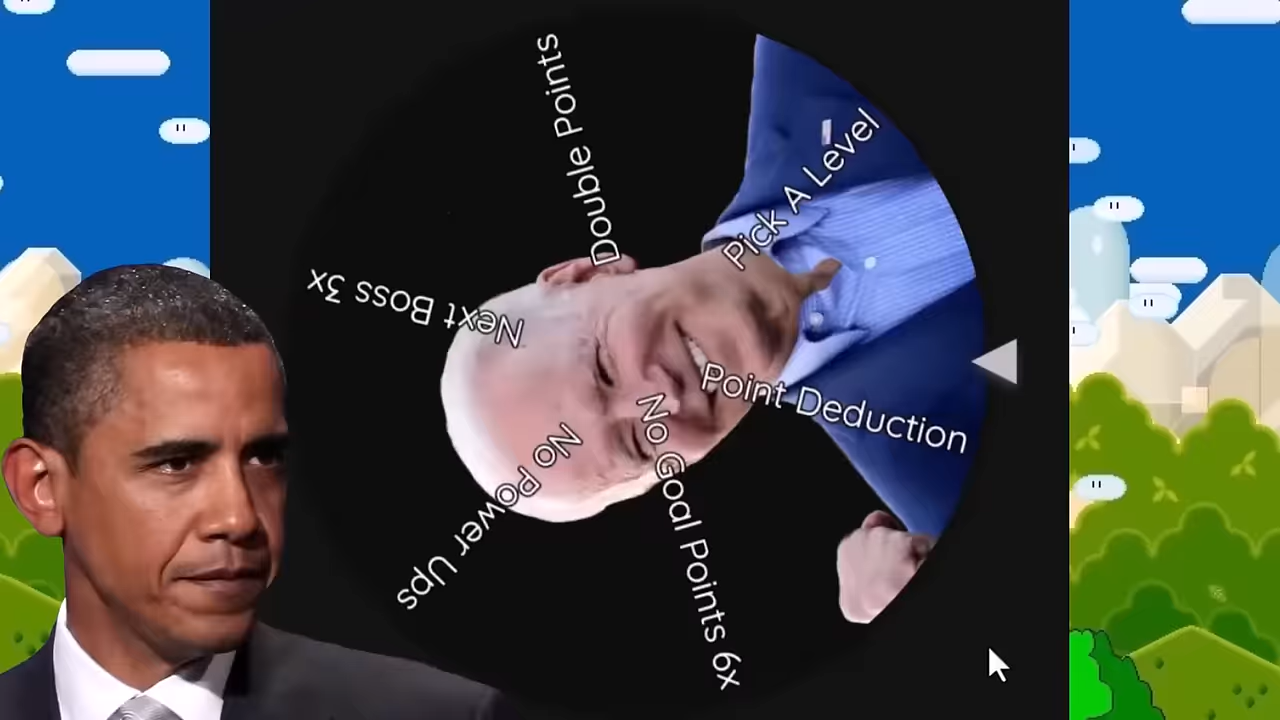 Double Points
Pick A Level
Next Boss 3x
Point Deduction
No Goal Points 6x
No Power Ups